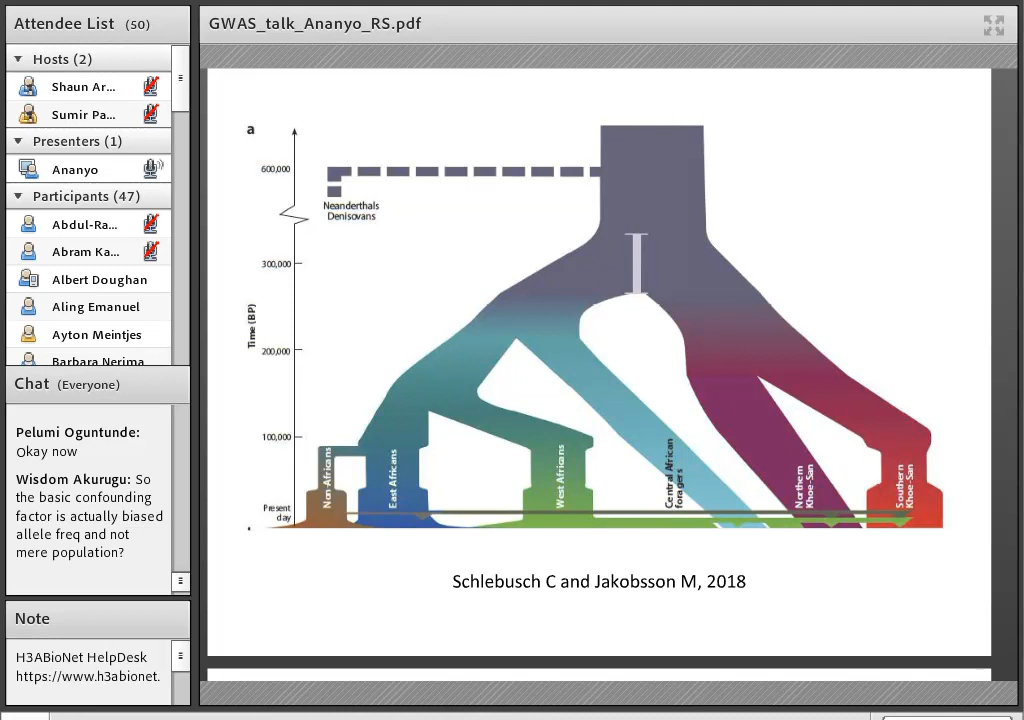 Attendee List (50)
Hosts (2)
Shaun Ar...
Sumir Pa...
Presenters (1)
Ananyo
Participants (47)
Abdul-Ra...
Abram Ka...
Albert Doughan
Aling Emanuel
Ayton Meintjes
Barbara Nerima
Chat (Everyone)
Pelumi Oguntunde:
Okay now
Wisdom Akurugu: So
the basic confounding
factor is actually biased
allele freq and not
mere population?
Note
H3ABioNet HelpDesk
https://www.h3abionet.
GWAS_talk_Ananyo_RS.pdf
a
600,000
Neanderthals
Denisovans
300,000
Time (BP)
200,000
100,000
Present
day
Non-Africans
East Africans
West Africans
Central African
foragers
Northern
Khoe-San
Southern
Khoe-San
Schlebusch C and Jakobsson M, 2018